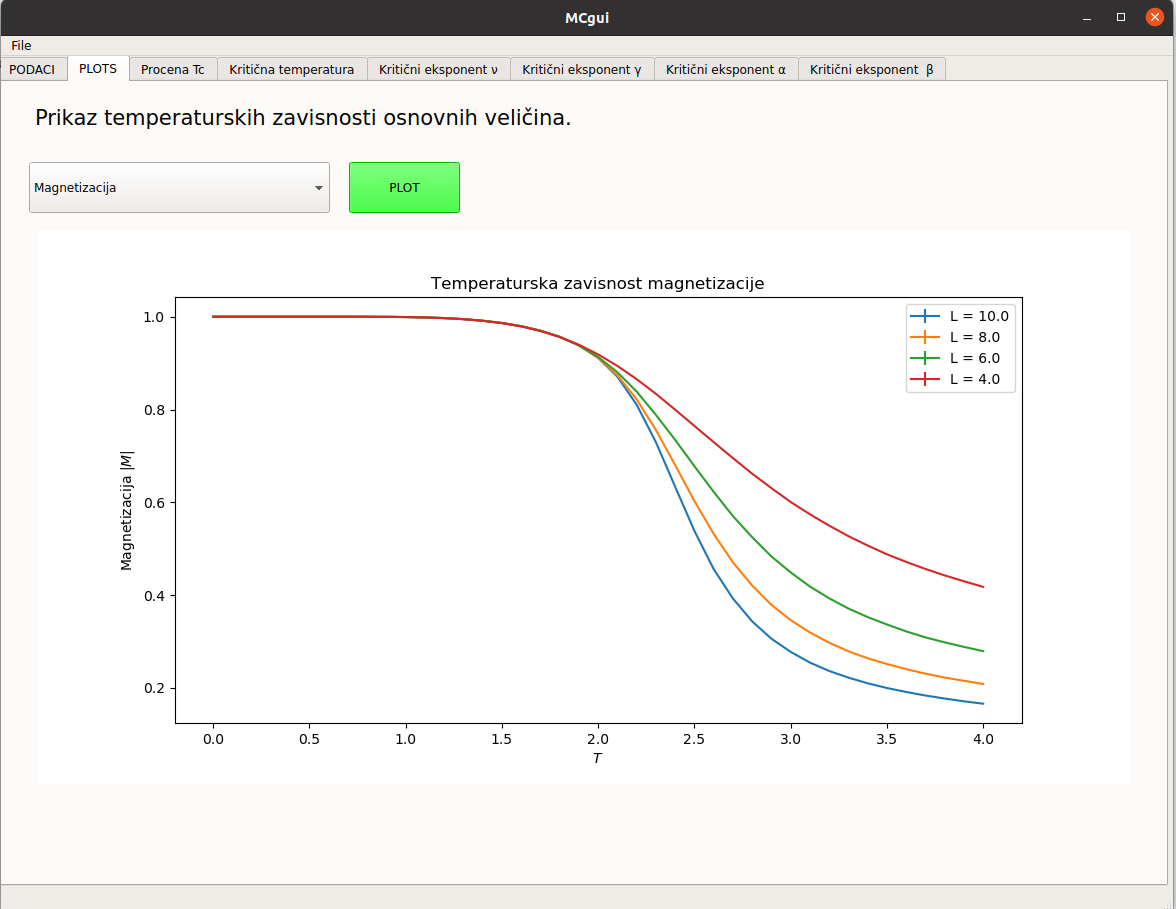 MCgui
File
PODACI PLOTS Procena Tc Kritična temperatura Kritični eksponent ν Kritični eksponent γ Kritični eksponent α Kritični eksponent β
Prikaz temperaturskih zavisnosti osnovnih veličina.
Magnetizacija PLOT
Temperaturska zavisnost magnetizacije
L = 10.0
L = 8.0
L = 6.0
L = 4.0
Magnetizacija |M|
1.0
0.8
0.6
0.4
0.2
0.0 0.5 1.0 1.5 2.0 2.5 3.0 3.5 4.0
T